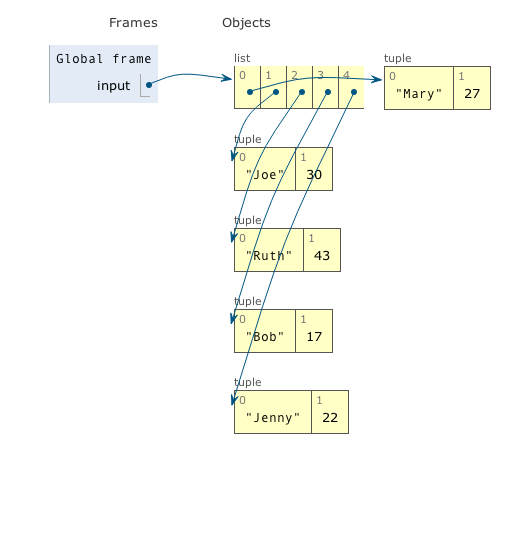 Frames Objects
Global frame
input
list
0 1 2 3 4
tuple
0 1
"Mary" 27
tuple
0 1
"Joe" 30
tuple
0 1
"Ruth" 43
tuple
0 1
"Bob" 17
tuple
0 1
"Jenny" 22